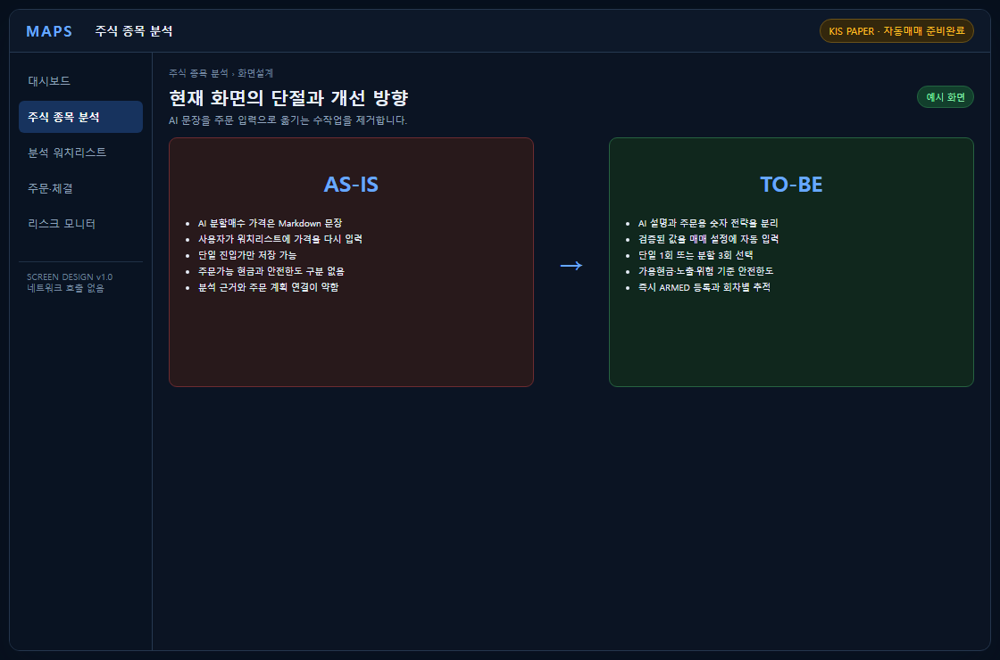 MAPS 주식 종목 분석 KIS PAPER · 자동매매 준비완료
대시보드
주식 종목 분석
분석 워치리스트
주문·체결
리스크 모니터
SCREEN DESIGN v1.0
네트워크 호출 없음
주식 종목 분석 › 화면설계
현재 화면의 단절과 개선 방향
예시 화면
AI 문장을 주문 입력으로 옮기는 수작업을 제거합니다.
AS-IS
• AI 분할매수 가격은 Markdown 문장
• 사용자가 워치리스트에 가격을 다시 입력
• 단일 진입가만 저장 가능
• 주문가능 현금과 안전한도 구분 없음
• 분석 근거와 주문 계획 연결이 약함
→
TO-BE
• AI 설명과 주문용 숫자 전략을 분리
• 검증된 값을 매매 설정에 자동 입력
• 단일 1회 또는 분할 3회 선택
• 가용현금·노출·위험 기준 안전한도
• 즉시 ARMED 등록과 회차별 추적